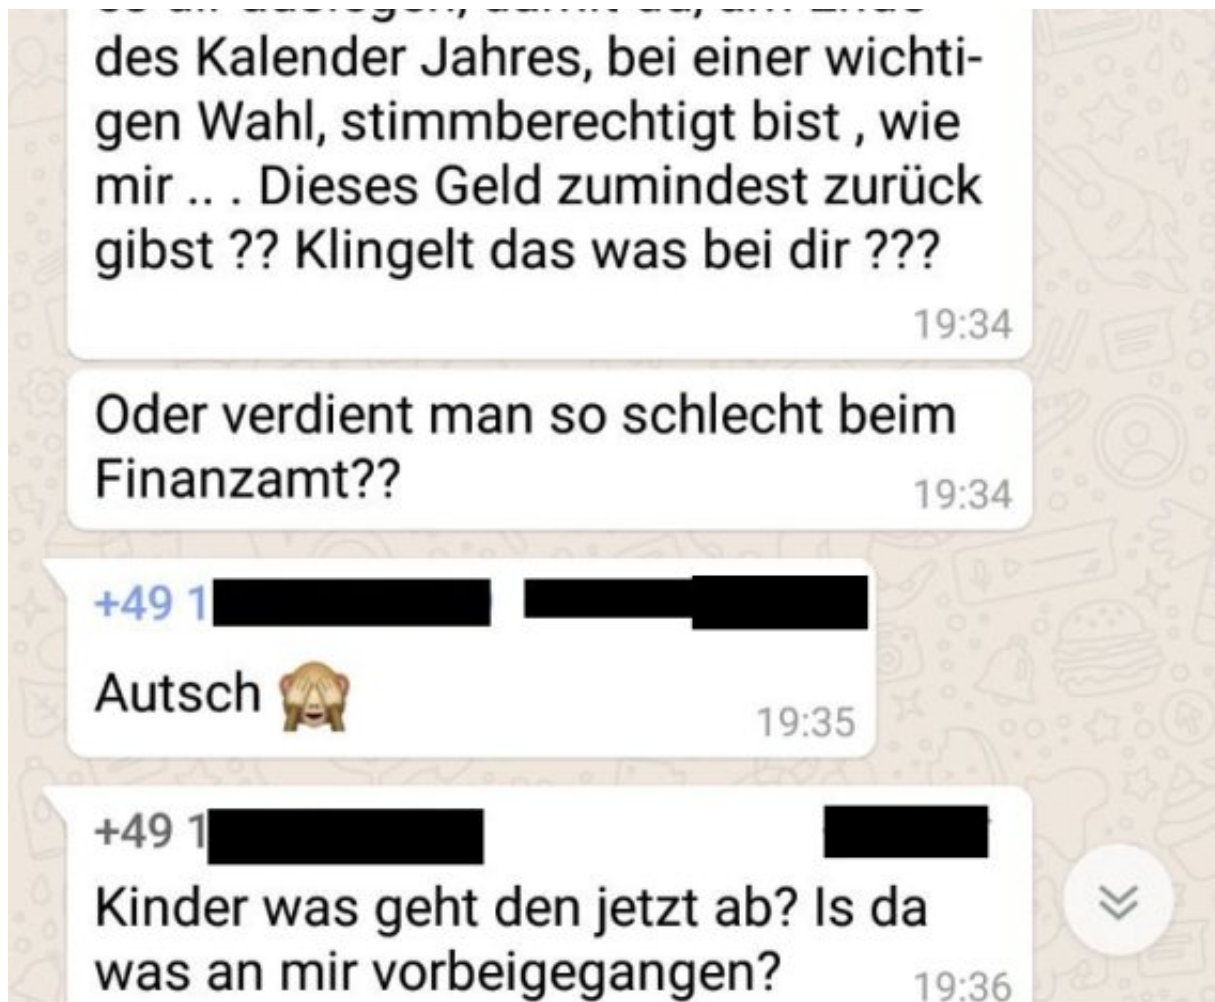 des Kalender Jahres, bei einer wichti-
gen Wahl, stimmberechtigt bist , wie
mir .. . Dieses Geld zumindest zurück
gibst ?? Klingelt das was bei dir ???
19:34
Oder verdient man so schlecht beim
Finanzamt??
19:34
+49 1
Autsch 🙈
19:35
+49 1
Kinder was geht den jetzt ab? Is da
was an mir vorbeigegangen?
19:36